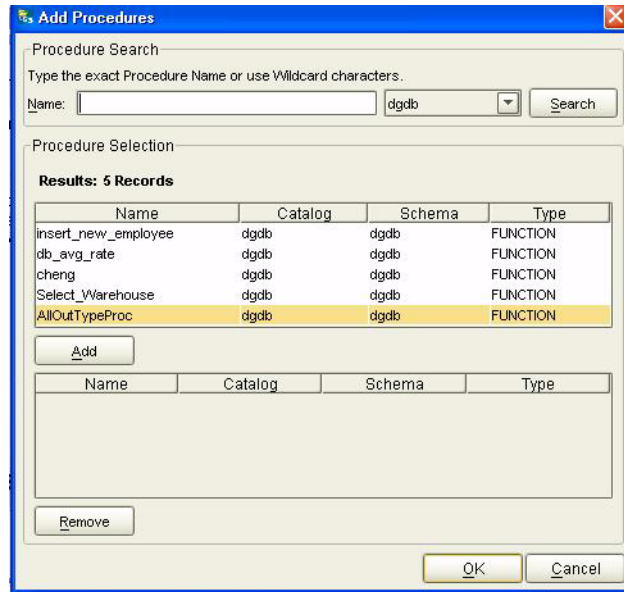 Add Procedures
Procedure Search
Type the exact Procedure Name or use Wildcard characters.
Name: dgdb Search
Procedure Selection
Results: 5 Records
Name Catalog Schema Type
insert_new_employee dgdb dgdb FUNCTION
db_avg_rate dgdb dgdb FUNCTION
cheng dgdb dgdb FUNCTION
Select_Warehouse dgdb dgdb FUNCTION
AllOutTypeProc dgdb dgdb FUNCTION
Add
Name Catalog Schema Type
Remove
OK Cancel